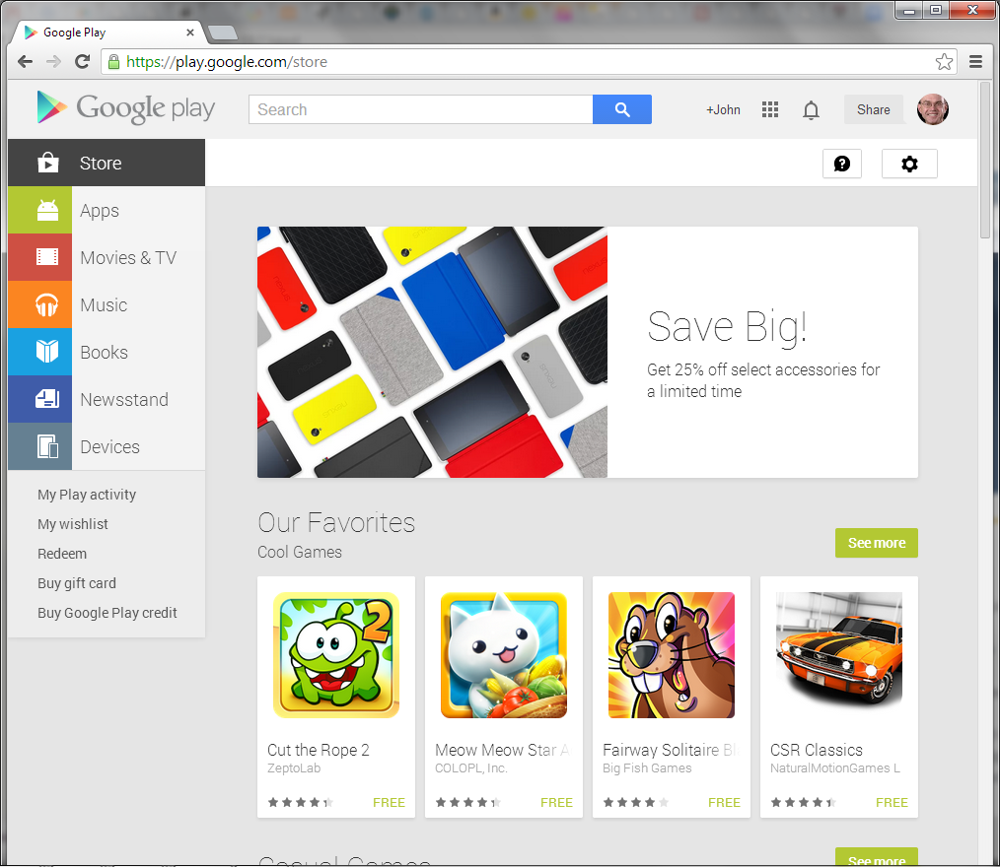 Google Play
https://play.google.com/store
Google play
Search
+John
Share
Store
Apps
Movies & TV
Music
Books
Newsstand
Devices
My Play activity
My wishlist
Redeem
Buy gift card
Buy Google Play credit
Save Big!
Get 25% off select accessories for
a limited time
Our Favorites
Cool Games
See more
2
Cut the Rope 2
ZeptoLab
FREE
Meow Meow Star A
COLOPL, Inc.
FREE
Fairway Solitaire Bl
Big Fish Games
FREE
CSR Classics
NaturalMotionGames L
FREE
Casual Games
See more